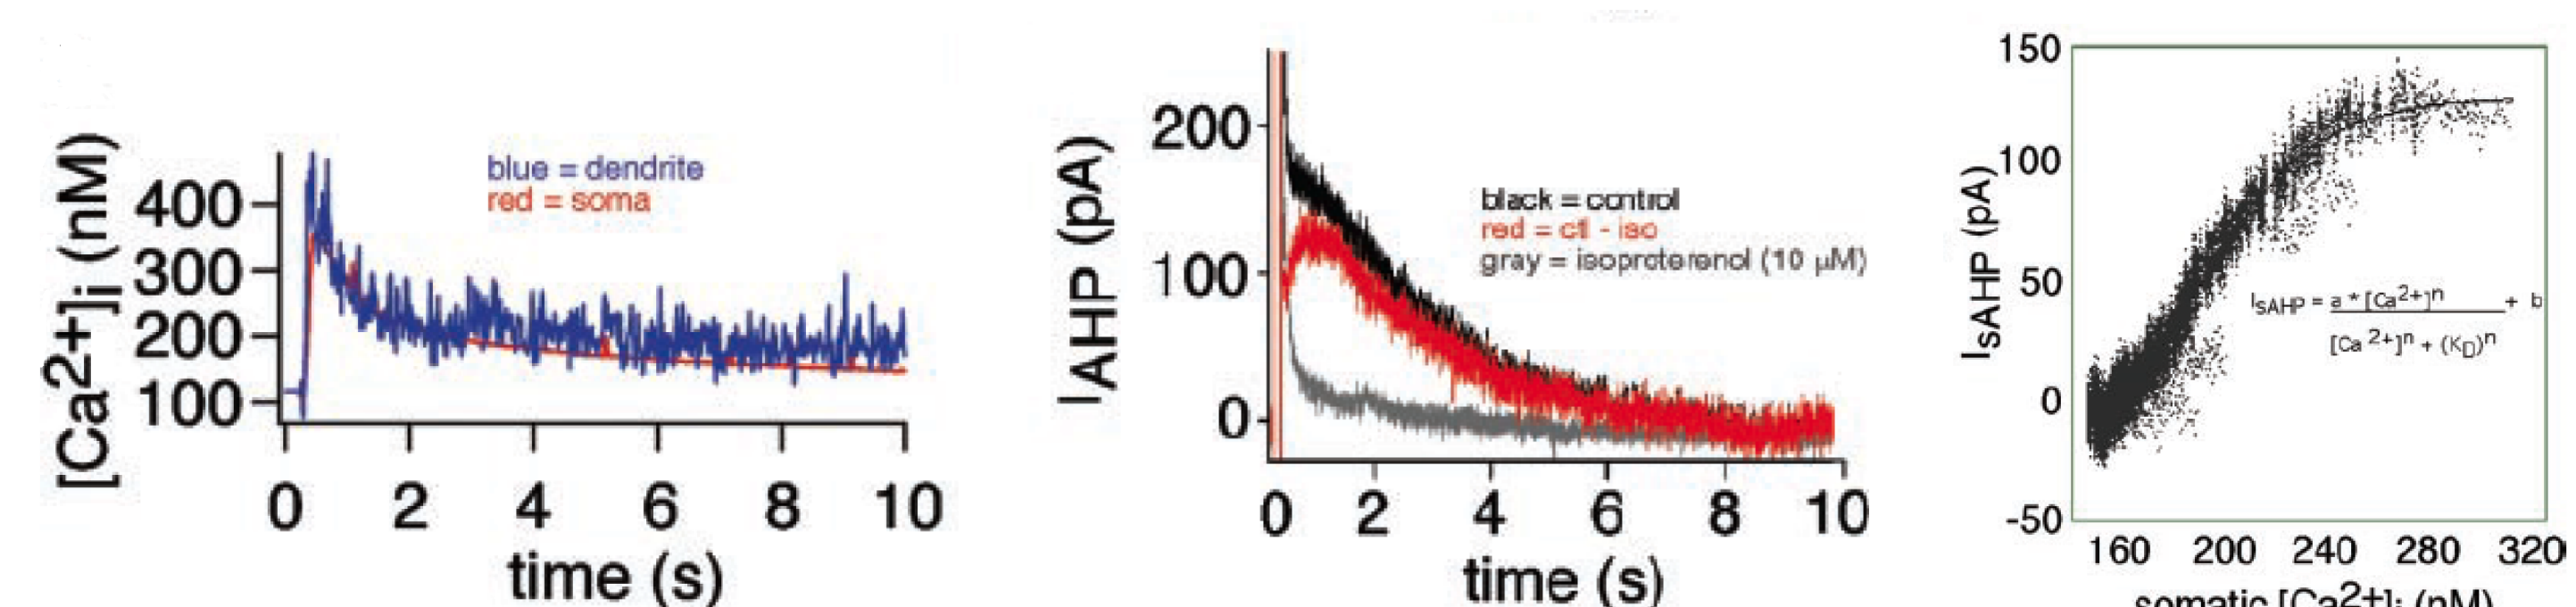 [Ca2+]i (nM)
400
300
200
100
blue = dendrite
red = soma
0 2 4 6 8 10
time (s)
IAHP (pA)
200
100
0
black = control
red = ctl - iso
gray = isoproterenol (10 µM)
0 2 4 6 8 10
time (s)
IsAHP (pA)
150
100
50
0
-50
IsAHP = a * [Ca2+]n + b
[Ca 2+]n + (KD)n
160 200 240 280 320
somatic [Ca2+]i (nM)